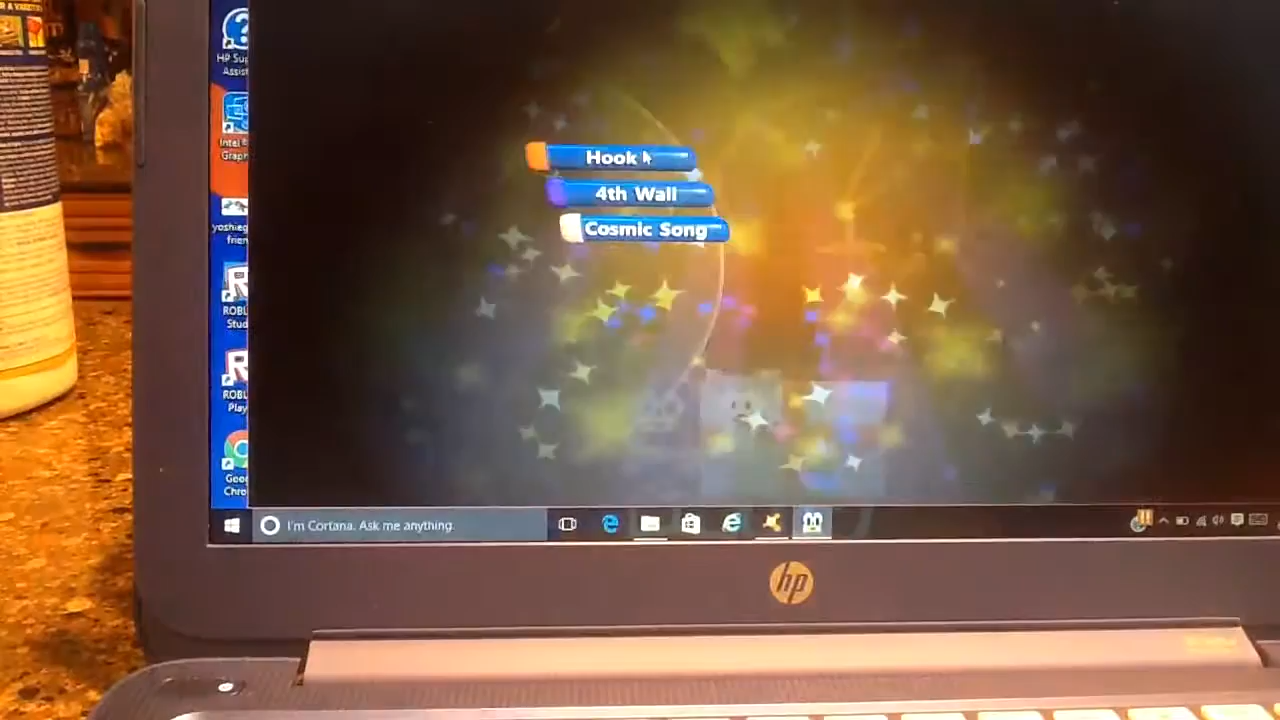 HP Sup
Assist
Intel
Graph
yoshieg
frien
ROBL
Stud
ROBL
Play
Goo
Chro
Hook
4th Wall
Cosmic Song
I'm Cortana. Ask me anything.
hp